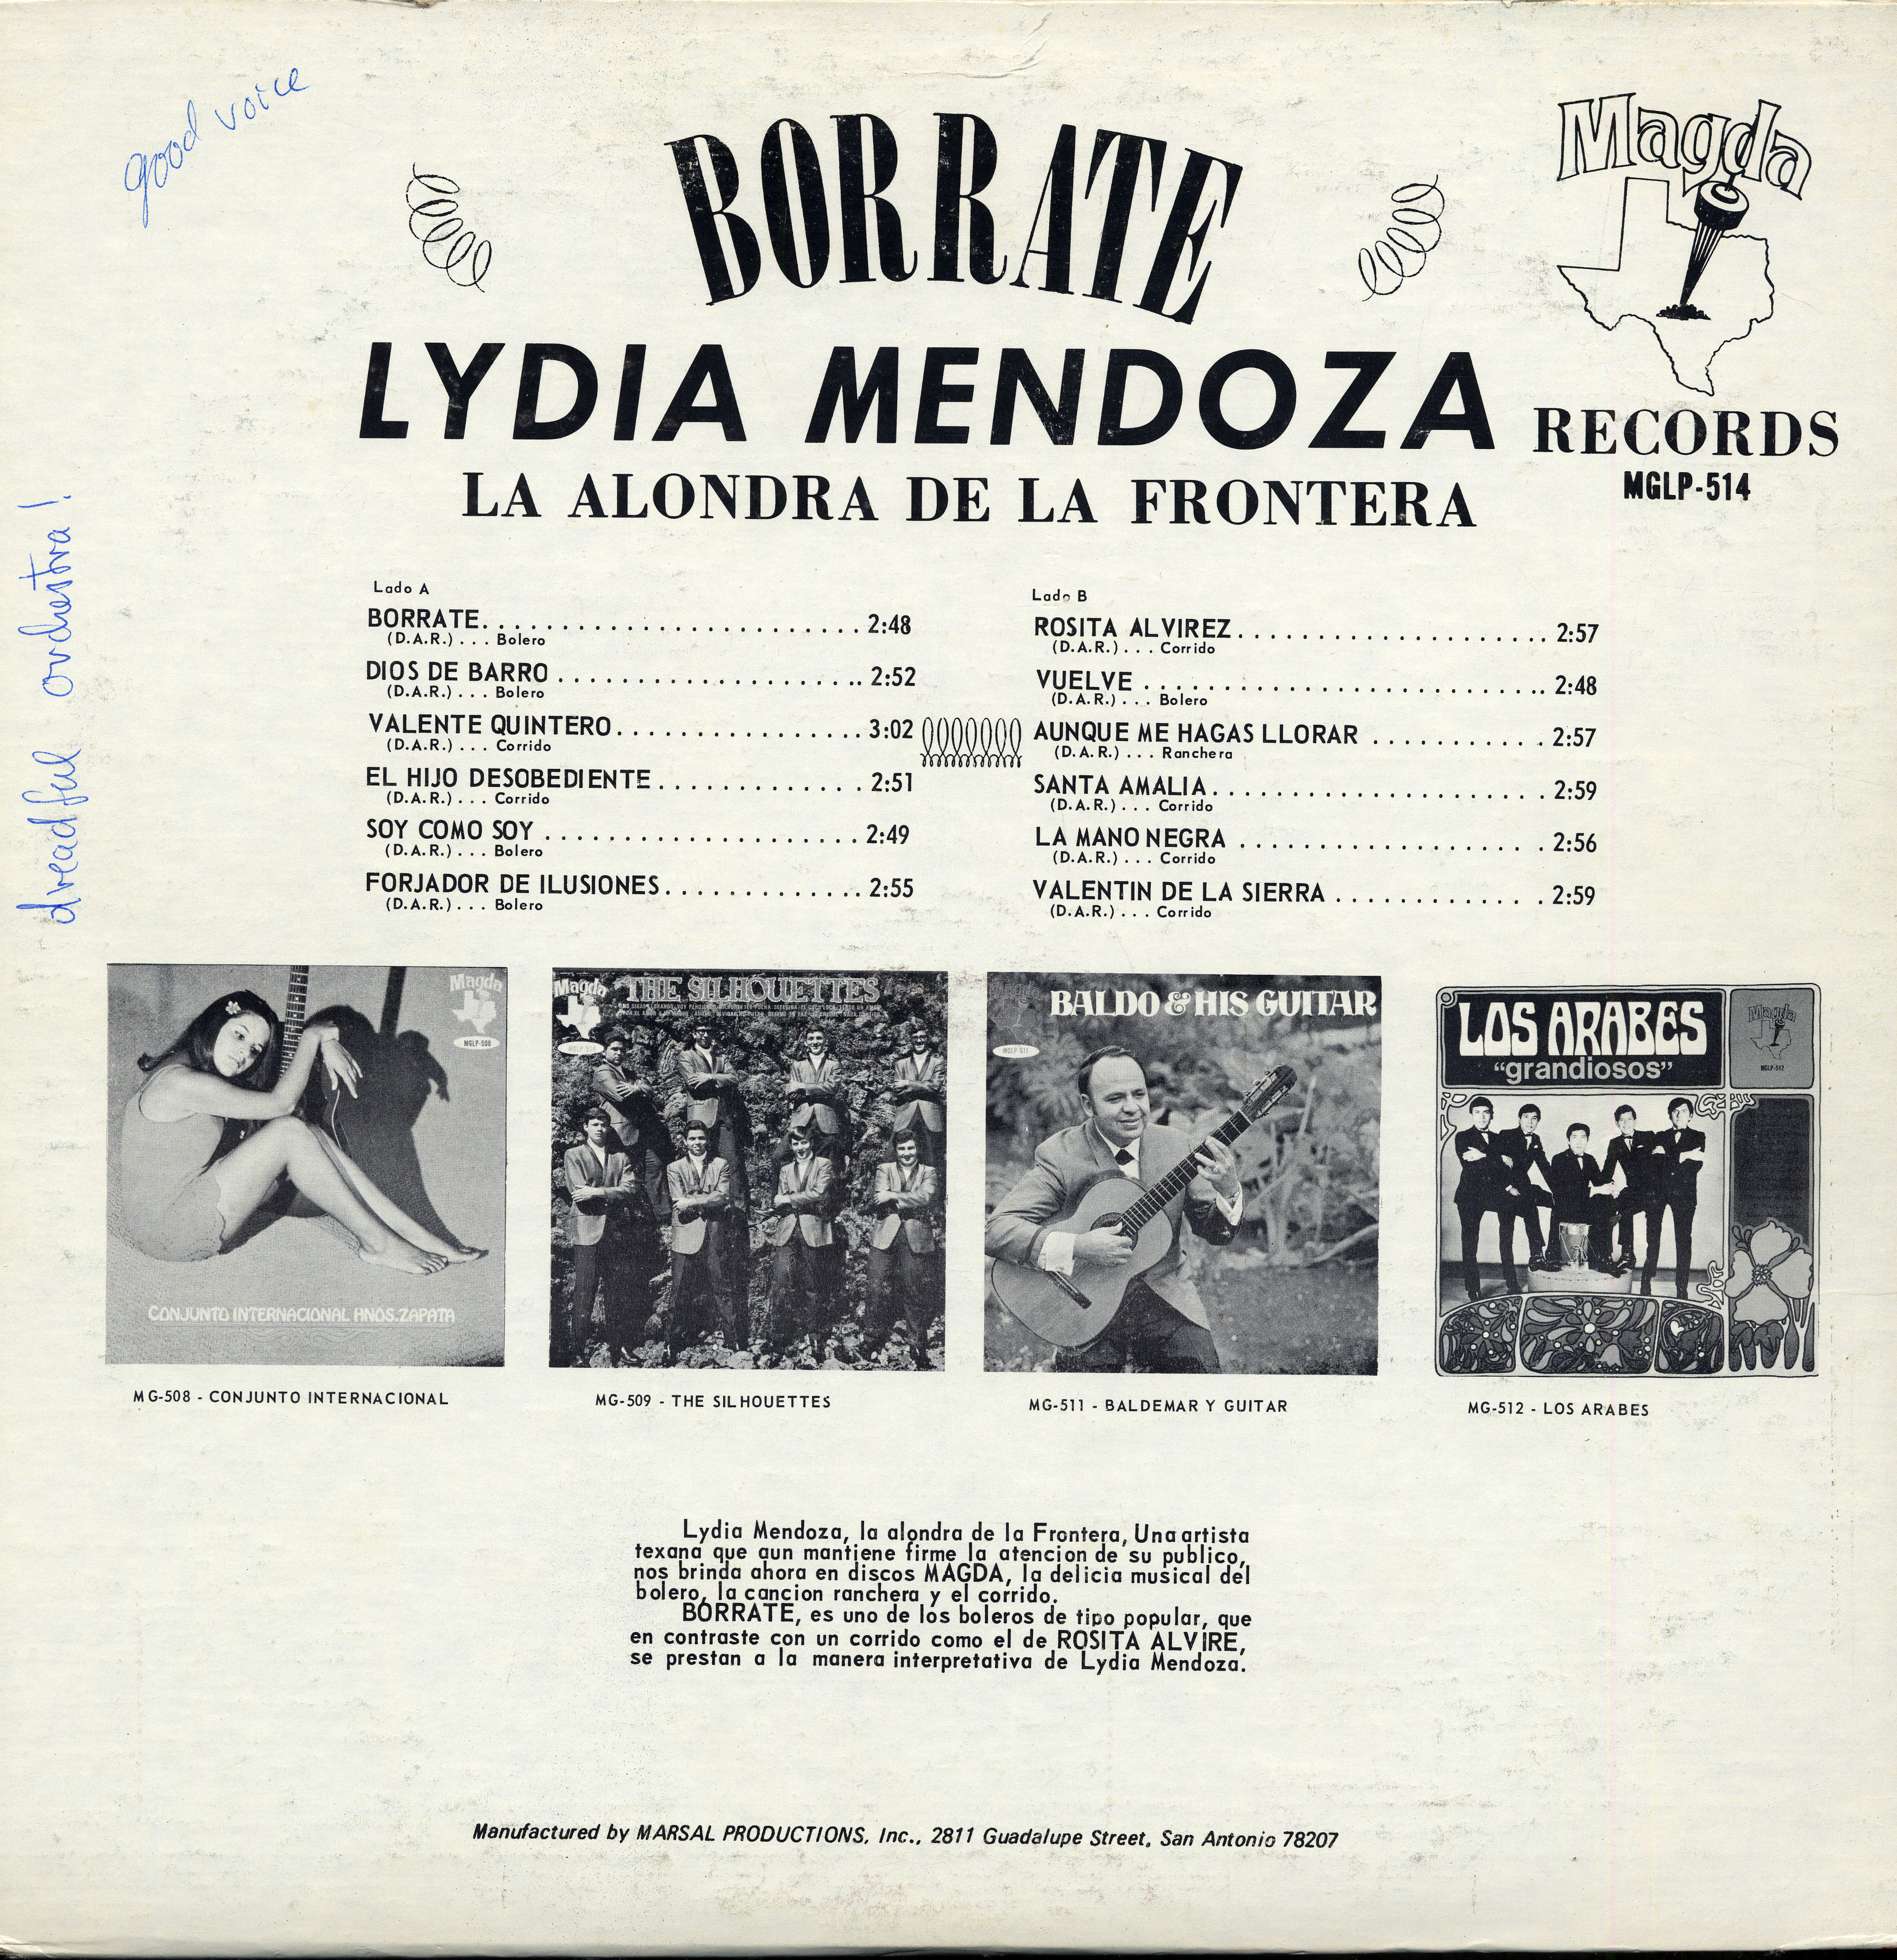 good voice
dreadful orchestra!
BORRATE
LYDIA MENDOZA
LA ALONDRA DE LA FRONTERA
Magda
RECORDS
MGLP-514
Lado A
BORRATE. . . . . . . . . . . . . . . . . . . . . . . . . . 2:48
(D.A.R.) . . . Bolero
DIOS DE BARRO . . . . . . . . . . . . . . . . . . . . .. 2:52
(D.A.R.) . . . Bolero
VALENTE QUINTERO. . . . . . . . . . . . . . . . . 3:02
(D.A.R.) . . . Corrido
EL HIJO DESOBEDIENTE . . . . . . . . . . . . . . 2:51
(D.A.R.) . . . Corrido
SOY COMO SOY . . . . . . . . . . . . . . . . . . . . . . 2:49
(D.A.R.) . . . Bolero
FORJADOR DE ILUSIONES. . . . . . . . . . . . . . 2:55
(D.A.R.) . . . Bolero
Lado B
ROSITA ALVIREZ. . . . . . . . . . . . . . . . . . . . . 2:57
(D.A.R.) . . . Corrido
VUELVE . . . . . . . . . . . . . . . . . . . . . . . . . . .. 2:48
(D.A.R.) . . . Bolero
AUNQUE ME HAGAS LLORAR . . . . . . . . . . . 2:57
(D.A.R.) . . . Ranchera
SANTA AMALIA. . . . . . . . . . . . . . . . . . . . . . . 2:59
(D.A.R.) . . . Corrido
LA MANO NEGRA . . . . . . . . . . . . . . . . . . . . . 2:56
(D.A.R.) . . . Corrido
VALENTIN DE LA SIERRA . . . . . . . . . . . . . . 2:59
(D.A.R.) . . . Corrido
Magda
MGLP-508
CONJUNTO INTERNACIONAL HNOS. ZAPATA
MG-508 - CONJUNTO INTERNACIONAL
Magda
THE SILHOUETTES
MG-509 - THE SILHOUETTES
BALDO & HIS GUITAR
MGLP-511
MG-511 - BALDEMAR Y GUITAR
LOS ARABES
"grandiosos"
Magda
MGLP-512
MG-512 - LOS ARABES
Lydia Mendoza, la alondra de la Frontera, Una artista
texana que aun mantiene firme la atencion de su publico,
nos brinda ahora en discos MAGDA, la delicia musical del
bolero, la cancion ranchera y el corrido.
BORRATE, es uno de los boleros de tipo popular, que
en contraste con un corrido como el de ROSITA ALVIRE,
se prestan a la manera interpretativa de Lydia Mendoza.
Manufactured by MARSAL PRODUCTIONS, Inc., 2811 Guadalupe Street, San Antonio 78207